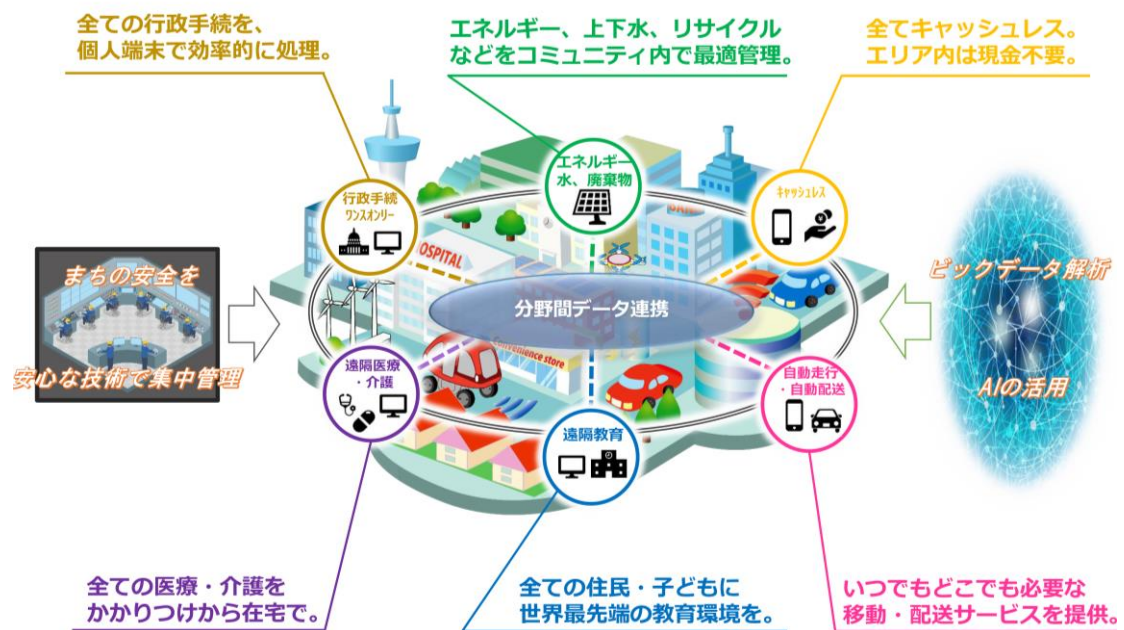 全ての行政手続を、
個人端末で効率的に処理。
エネルギー、上下水、リサイクル
などをコミュニティ内で最適管理。
全てキャッシュレス。
エリア内は現金不要。
エネルギー
水、廃棄物
行政手続
ワンスオンリー
キャッシュレス
OSPITAL
BANK
まちの安全を
安心な技術で集中管理
分野間データ連携
ビックデータ解析
AIの活用
Convenience store
遠隔医療
・介護
自動走行
・自動配送
遠隔教育
全ての医療・介護を
かかりつけから在宅で。
全ての住民・子どもに
世界最先端の教育環境を。
いつでもどこでも必要な
移動・配送サービスを提供。